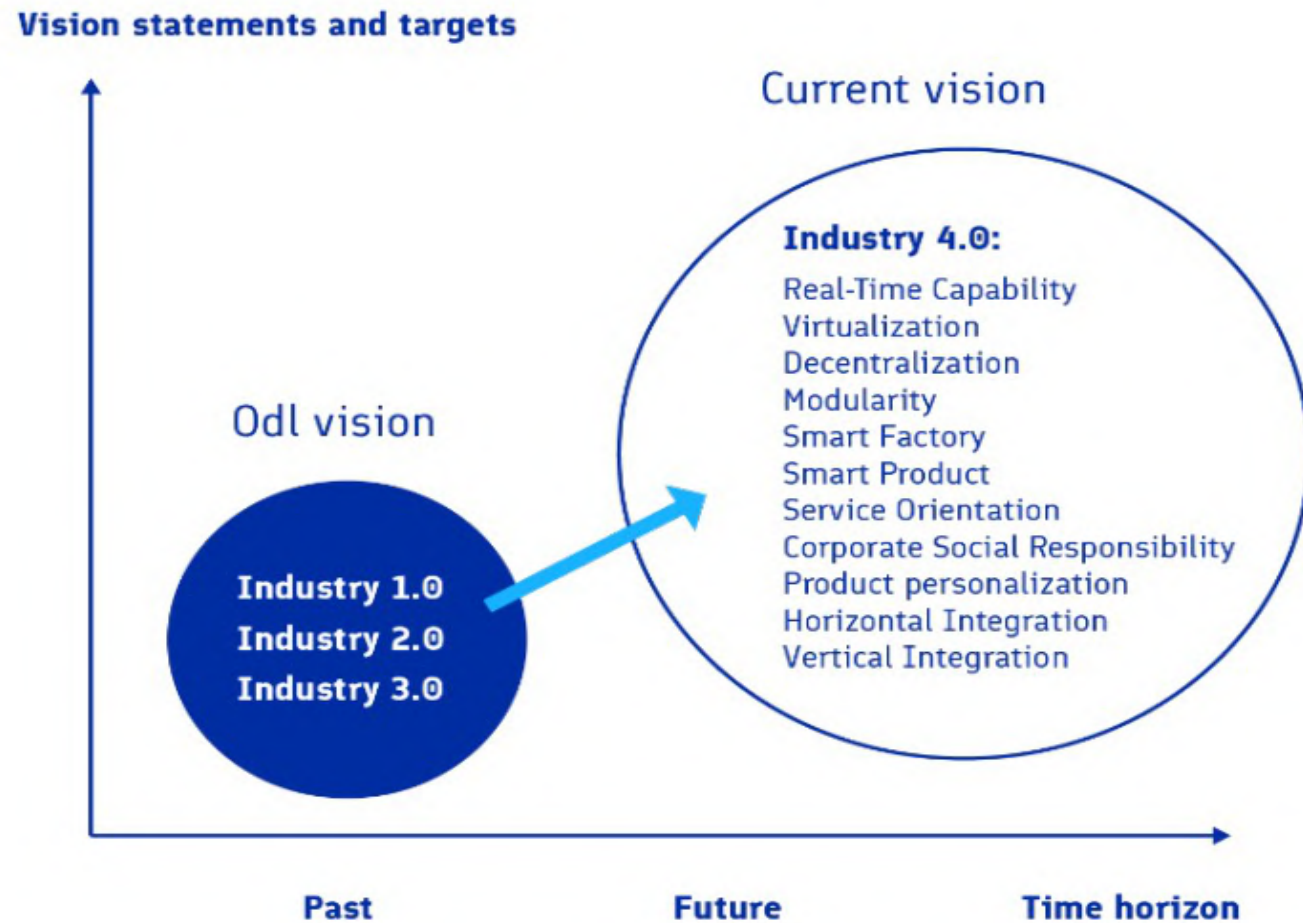 Vision statements and targets
Current vision
Industry 4.0:
Real-Time Capability
Virtualization
Decentralization
Modularity
Smart Factory
Smart Product
Service Orientation
Corporate Social Responsibility
Product personalization
Horizontal Integration
Vertical Integration
Odl vision
Industry 1.0
Industry 2.0
Industry 3.0
Past
Future
Time horizon